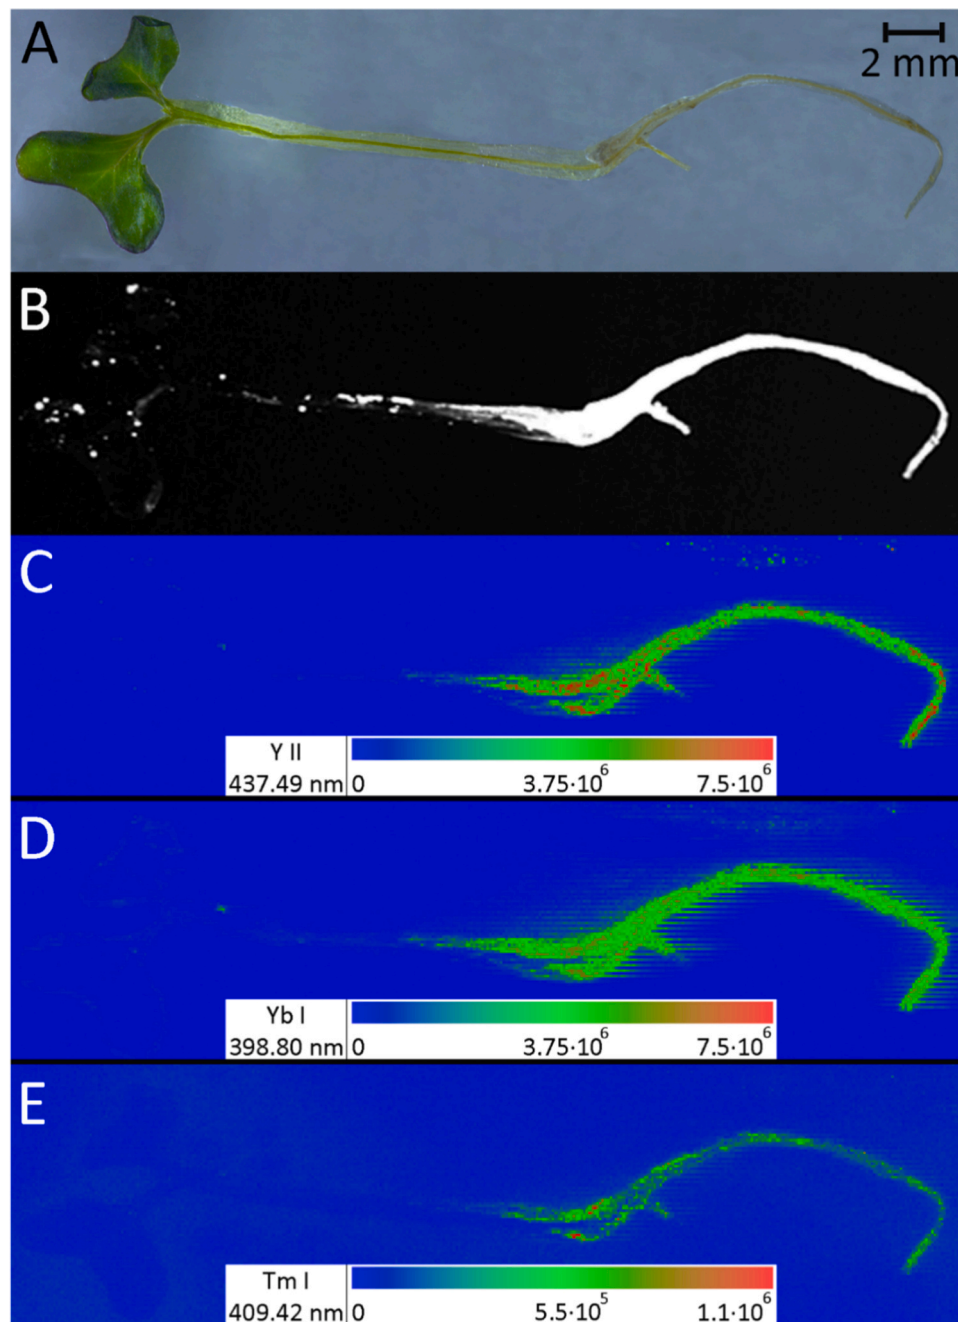 A
2 mm
B
C
Y II
437.49 nm 0 3.75·10⁶ 7.5·10⁶
D
Yb I
398.80 nm 0 3.75·10⁶ 7.5·10⁶
E
Tm I
409.42 nm 0 5.5·10⁵ 1.1·10⁶